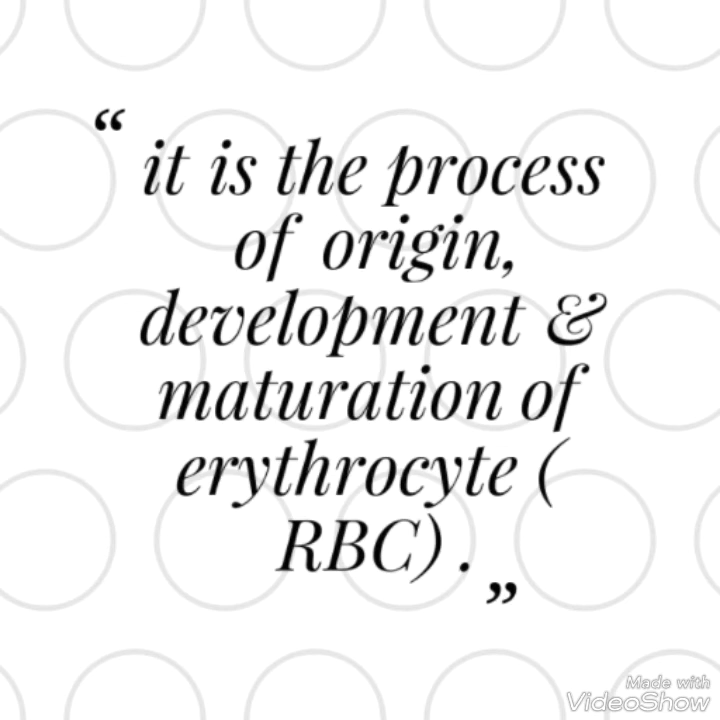 “ it is the process
of origin,
development &
maturation of
erythrocyte (
RBC) . ”
Made with
VideoShow